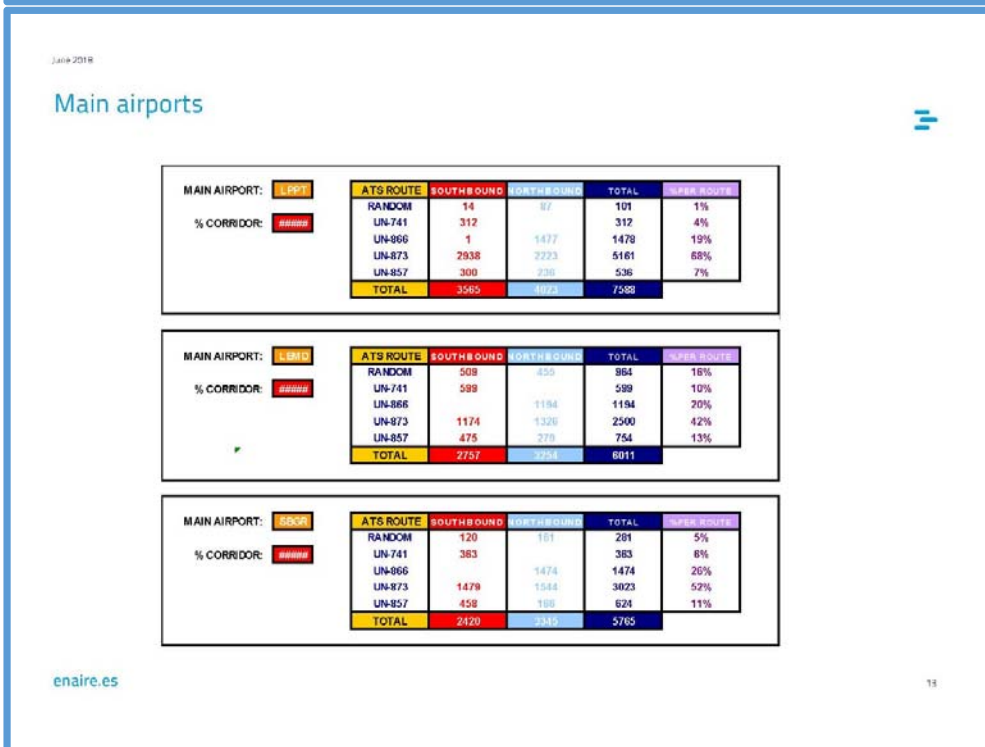 June 2018
Main airports
MAIN AIRPORT: LPPT
% CORRIDOR: #####
ATS ROUTE SOUTHBOUND NORTHBOUND TOTAL %PER ROUTE
RANDOM 14 87 101 1%
UN-741 312 312 4%
UN-866 1 1477 1478 19%
UN-873 2938 2223 5161 68%
UN-857 300 236 536 7%
TOTAL 3565 4023 7588
MAIN AIRPORT: LEMD
% CORRIDOR: #####
ATS ROUTE SOUTHBOUND NORTHBOUND TOTAL %PER ROUTE
RANDOM 509 455 964 16%
UN-741 599 599 10%
UN-866 1194 1194 20%
UN-873 1174 1326 2500 42%
UN-857 475 279 754 13%
TOTAL 2757 3254 6011
MAIN AIRPORT: SBGR
% CORRIDOR: #####
ATS ROUTE SOUTHBOUND NORTHBOUND TOTAL %PER ROUTE
RANDOM 120 161 281 5%
UN-741 363 363 6%
UN-866 1474 1474 26%
UN-873 1479 1544 3023 52%
UN-857 458 166 624 11%
TOTAL 2420 3345 5765
enaire.es
13